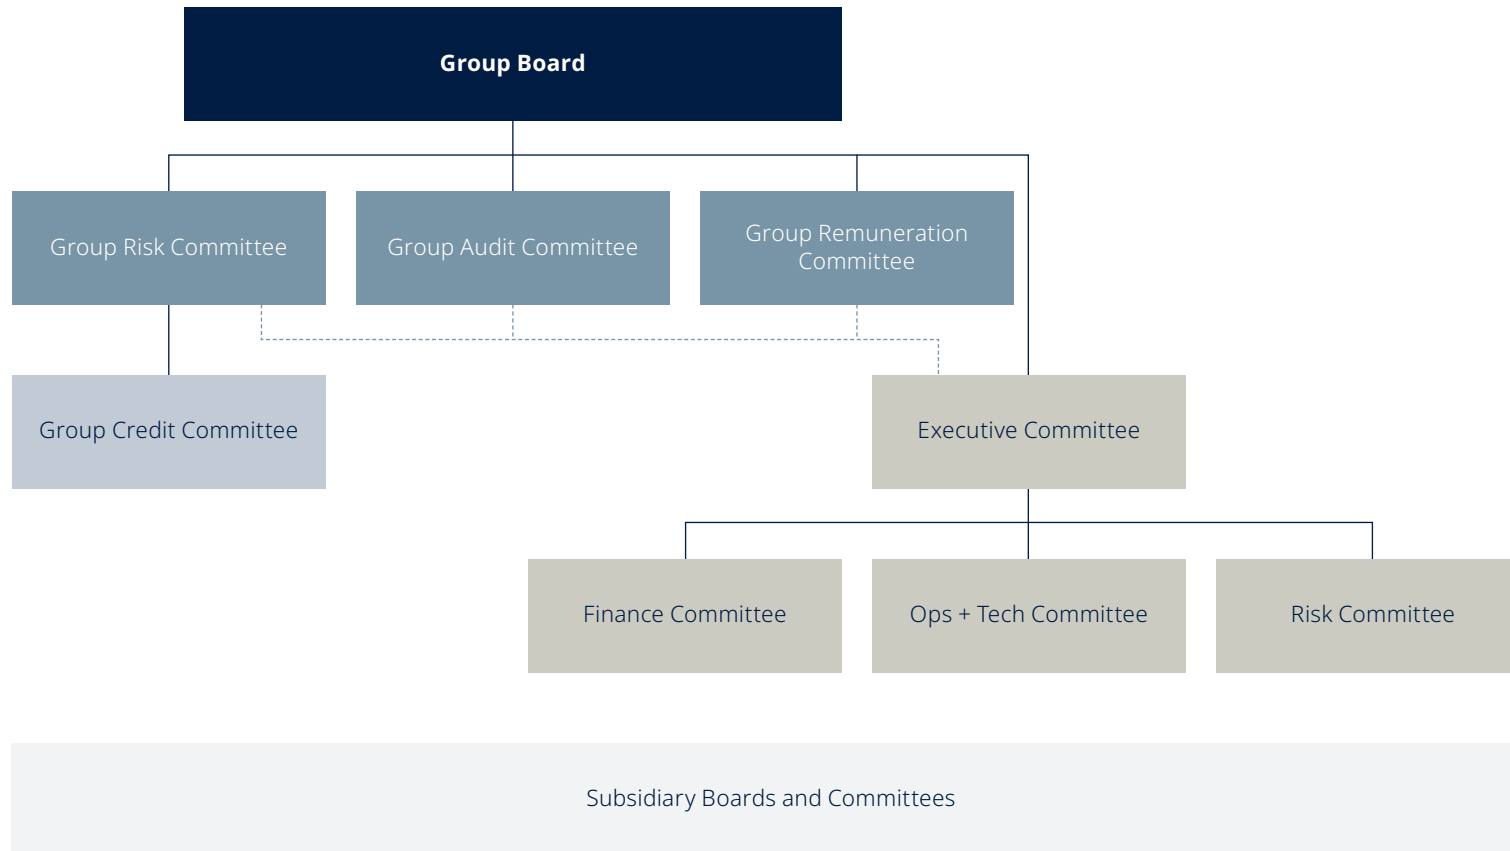 Group Board
Group Risk Committee
Group Audit Committee
Group Remuneration
Committee
Group Credit Committee
Executive Committee
Finance Committee
Ops + Tech Committee
Risk Committee
Subsidiary Boards and Committees